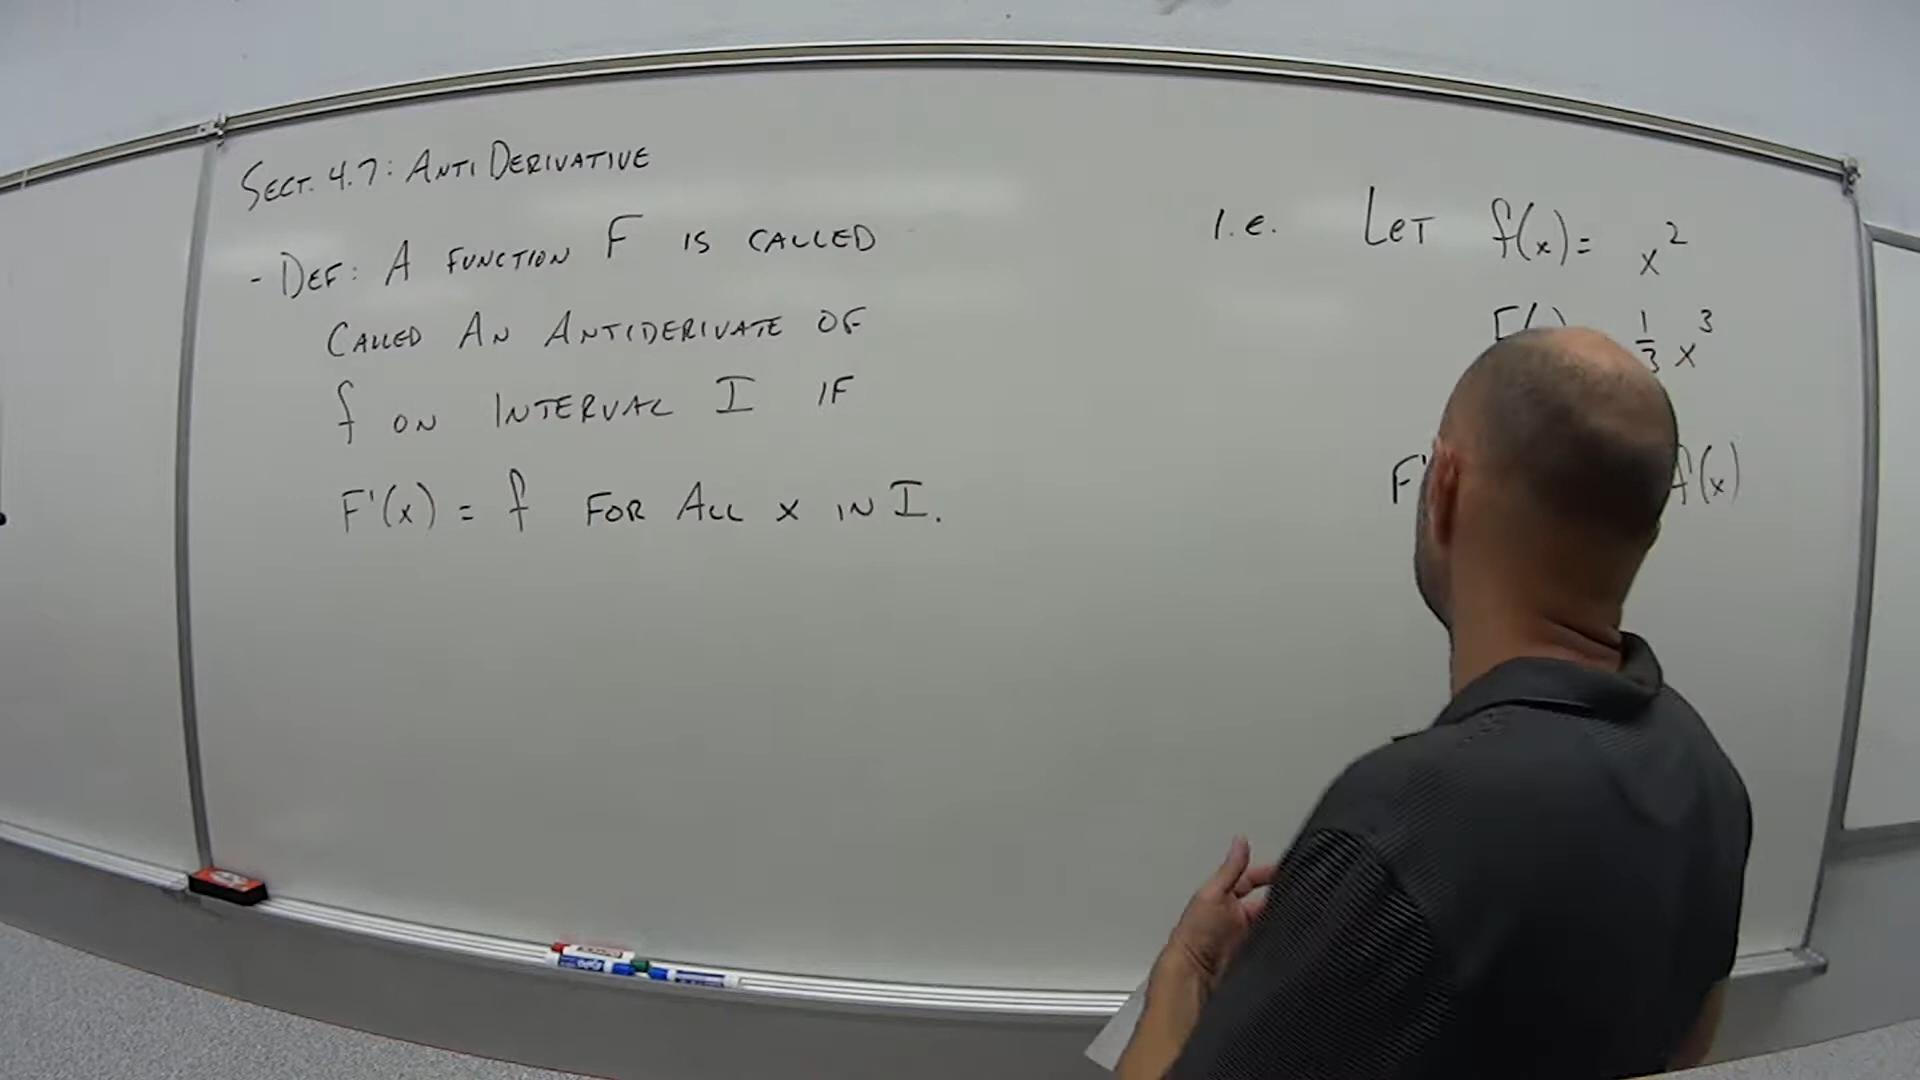 SECT. 4.7: ANTI DERIVATIVE
- DEF: A FUNCTION F IS CALLED
CALLED AN ANTIDERIVATE OF
f ON INTERVAL I IF
F'(x) = f FOR ALL x IN I.
I.e. LET f(x) = x²
1/3 x³
F' f(x)
EXPO